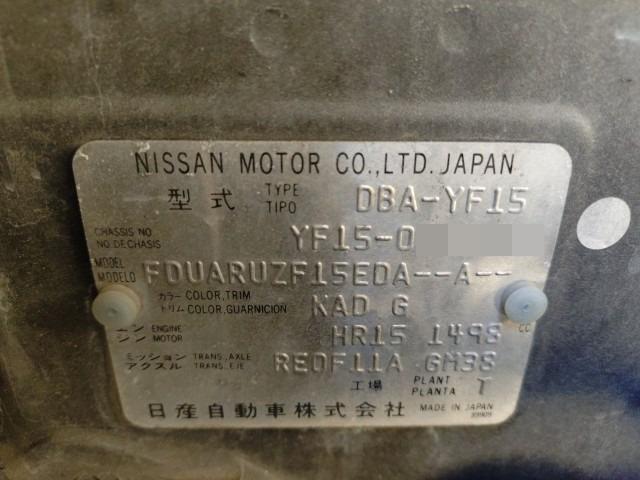 NISSAN MOTOR CO.,LTD. JAPAN
型式 TYPE TIPO DBA-YF15
CHASSIS NO NO DE CHASIS YF15-0
MODEL MODELO FDUARUZF15EDA--A--
カラー トリム COLOR,TRIM COLOR,GUARNICION KAD G
エンジン ENGINE MOTOR HR15 1498 CC
ミッション アクスル TRANS.,AXLE TRANS.,EJE RE0F11A GM38
工場 PLANT PLANTA T
日産自動車株式会社 MADE IN JAPAN